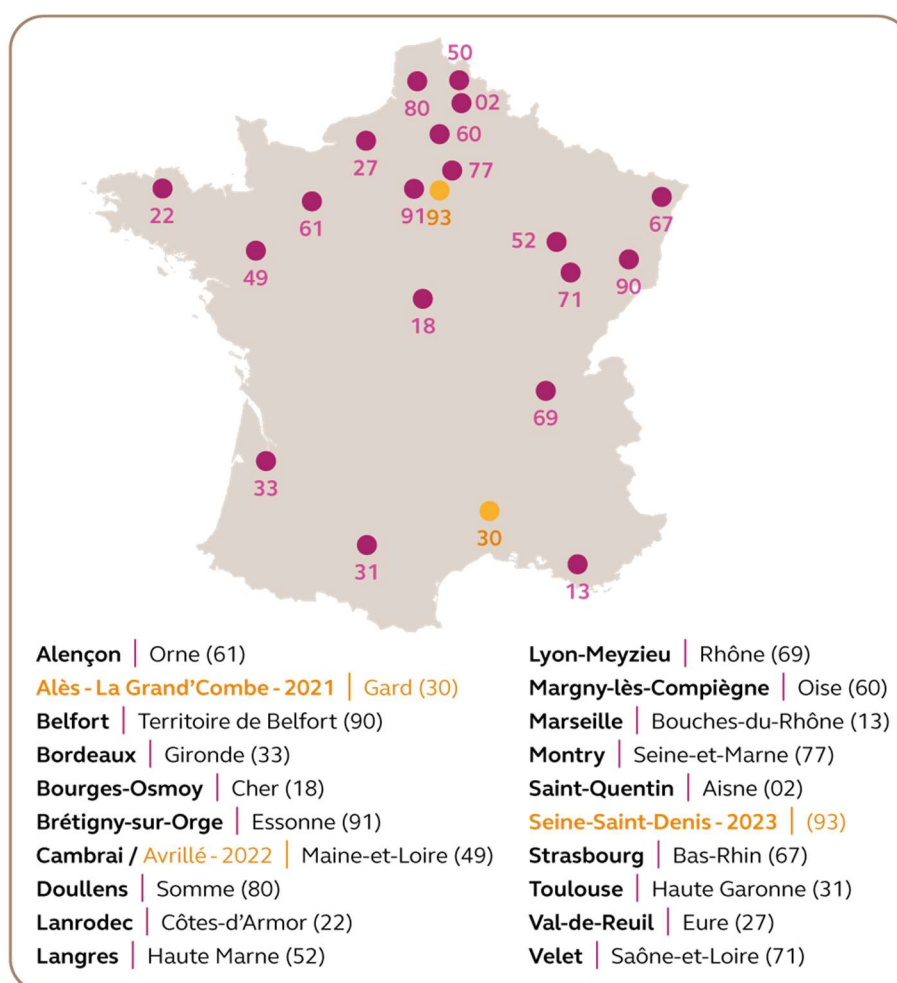 50
80
02
60
27
77
22
61
91
93
67
49
52
71
90
18
69
33
30
31
13
Alençon | Orne (61)
Alès - La Grand'Combe - 2021 | Gard (30)
Belfort | Territoire de Belfort (90)
Bordeaux | Gironde (33)
Bourges-Osmoy | Cher (18)
Brétigny-sur-Orge | Essonne (91)
Cambrai / Avrillé - 2022 | Maine-et-Loire (49)
Doullens | Somme (80)
Lanrodec | Côtes-d'Armor (22)
Langres | Haute Marne (52)
Lyon-Meyzieu | Rhône (69)
Margny-lès-Compiègne | Oise (60)
Marseille | Bouches-du-Rhône (13)
Montry | Seine-et-Marne (77)
Saint-Quentin | Aisne (02)
Seine-Saint-Denis - 2023 | (93)
Strasbourg | Bas-Rhin (67)
Toulouse | Haute Garonne (31)
Val-de-Reuil | Eure (27)
Velet | Saône-et-Loire (71)